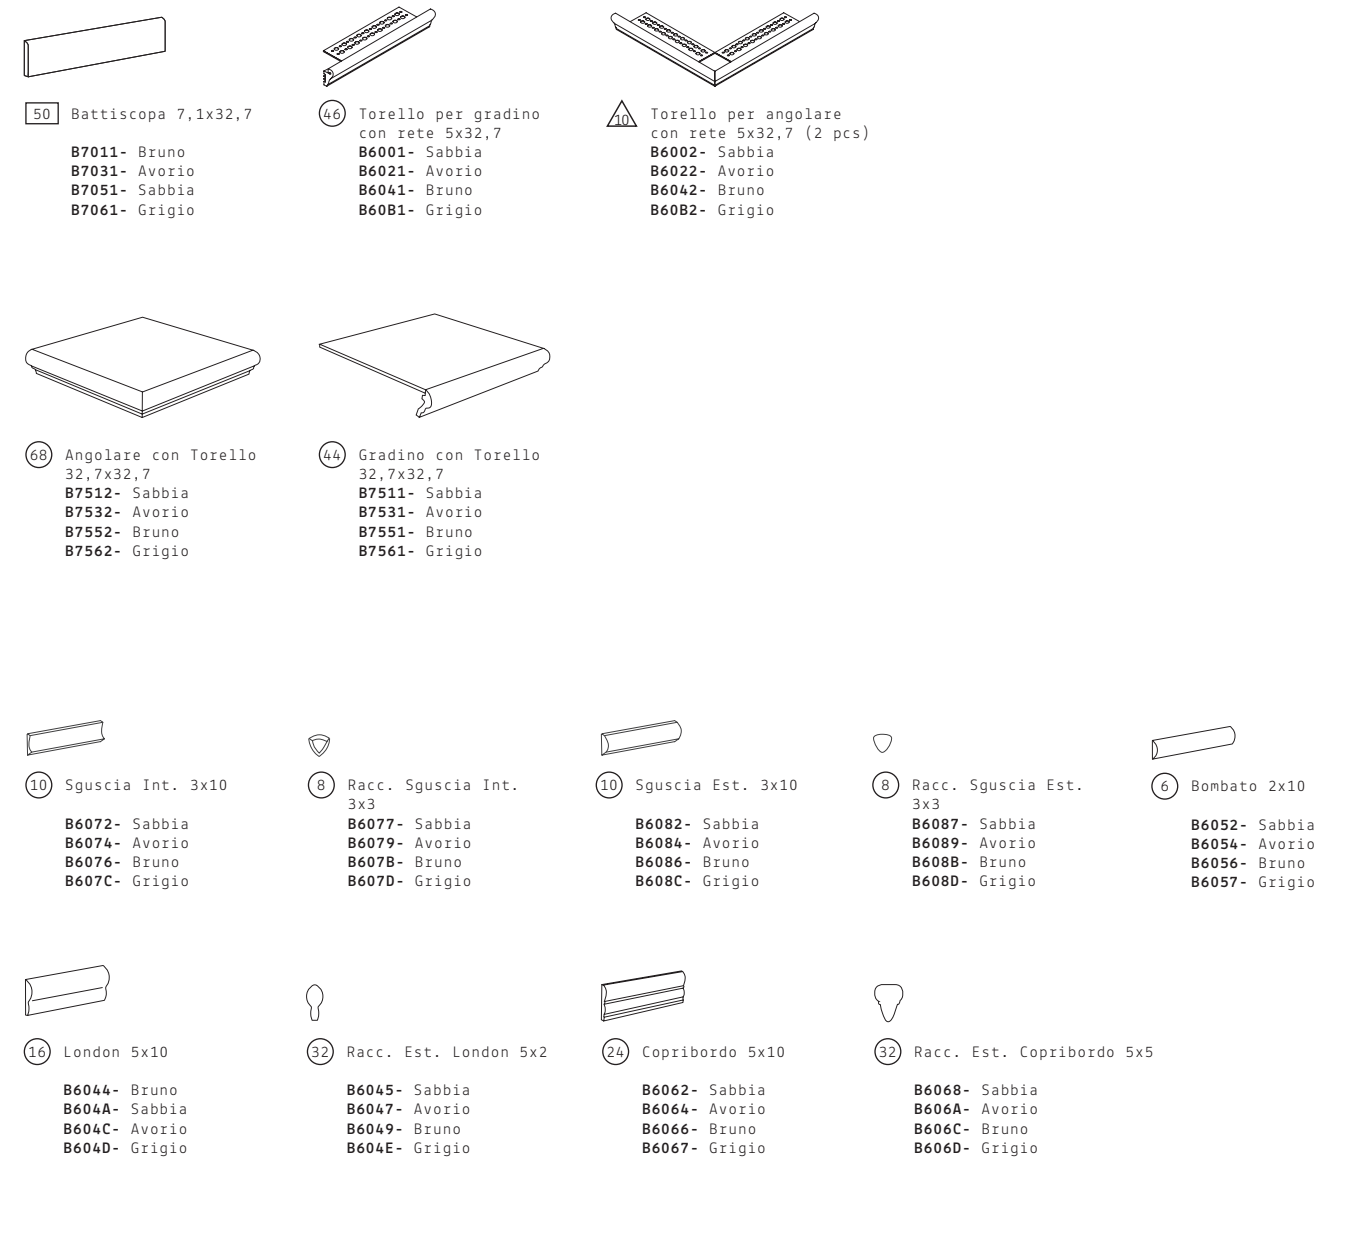 50 Battiscopa 7,1x32,7
B7011- Bruno
B7031- Avorio
B7051- Sabbia
B7061- Grigio
46 Torello per gradino
con rete 5x32,7
B6001- Sabbia
B6021- Avorio
B6041- Bruno
B60B1- Grigio
10 Torello per angolare
con rete 5x32,7 (2 pcs)
B6002- Sabbia
B6022- Avorio
B6042- Bruno
B60B2- Grigio
68 Angolare con Torello
32,7x32,7
B7512- Sabbia
B7532- Avorio
B7552- Bruno
B7562- Grigio
44 Gradino con Torello
32,7x32,7
B7511- Sabbia
B7531- Avorio
B7551- Bruno
B7561- Grigio
10 Sguscia Int. 3x10
B6072- Sabbia
B6074- Avorio
B6076- Bruno
B607C- Grigio
8 Racc. Sguscia Int.
3x3
B6077- Sabbia
B6079- Avorio
B607B- Bruno
B607D- Grigio
10 Sguscia Est. 3x10
B6082- Sabbia
B6084- Avorio
B6086- Bruno
B608C- Grigio
8 Racc. Sguscia Est.
3x3
B6087- Sabbia
B6089- Avorio
B608B- Bruno
B608D- Grigio
6 Bombato 2x10
B6052- Sabbia
B6054- Avorio
B6056- Bruno
B6057- Grigio
16 London 5x10
B6044- Bruno
B604A- Sabbia
B604C- Avorio
B604D- Grigio
32 Racc. Est. London 5x2
B6045- Sabbia
B6047- Avorio
B6049- Bruno
B604E- Grigio
24 Copribordo 5x10
B6062- Sabbia
B6064- Avorio
B6066- Bruno
B6067- Grigio
32 Racc. Est. Copribordo 5x5
B6068- Sabbia
B606A- Avorio
B606C- Bruno
B606D- Grigio